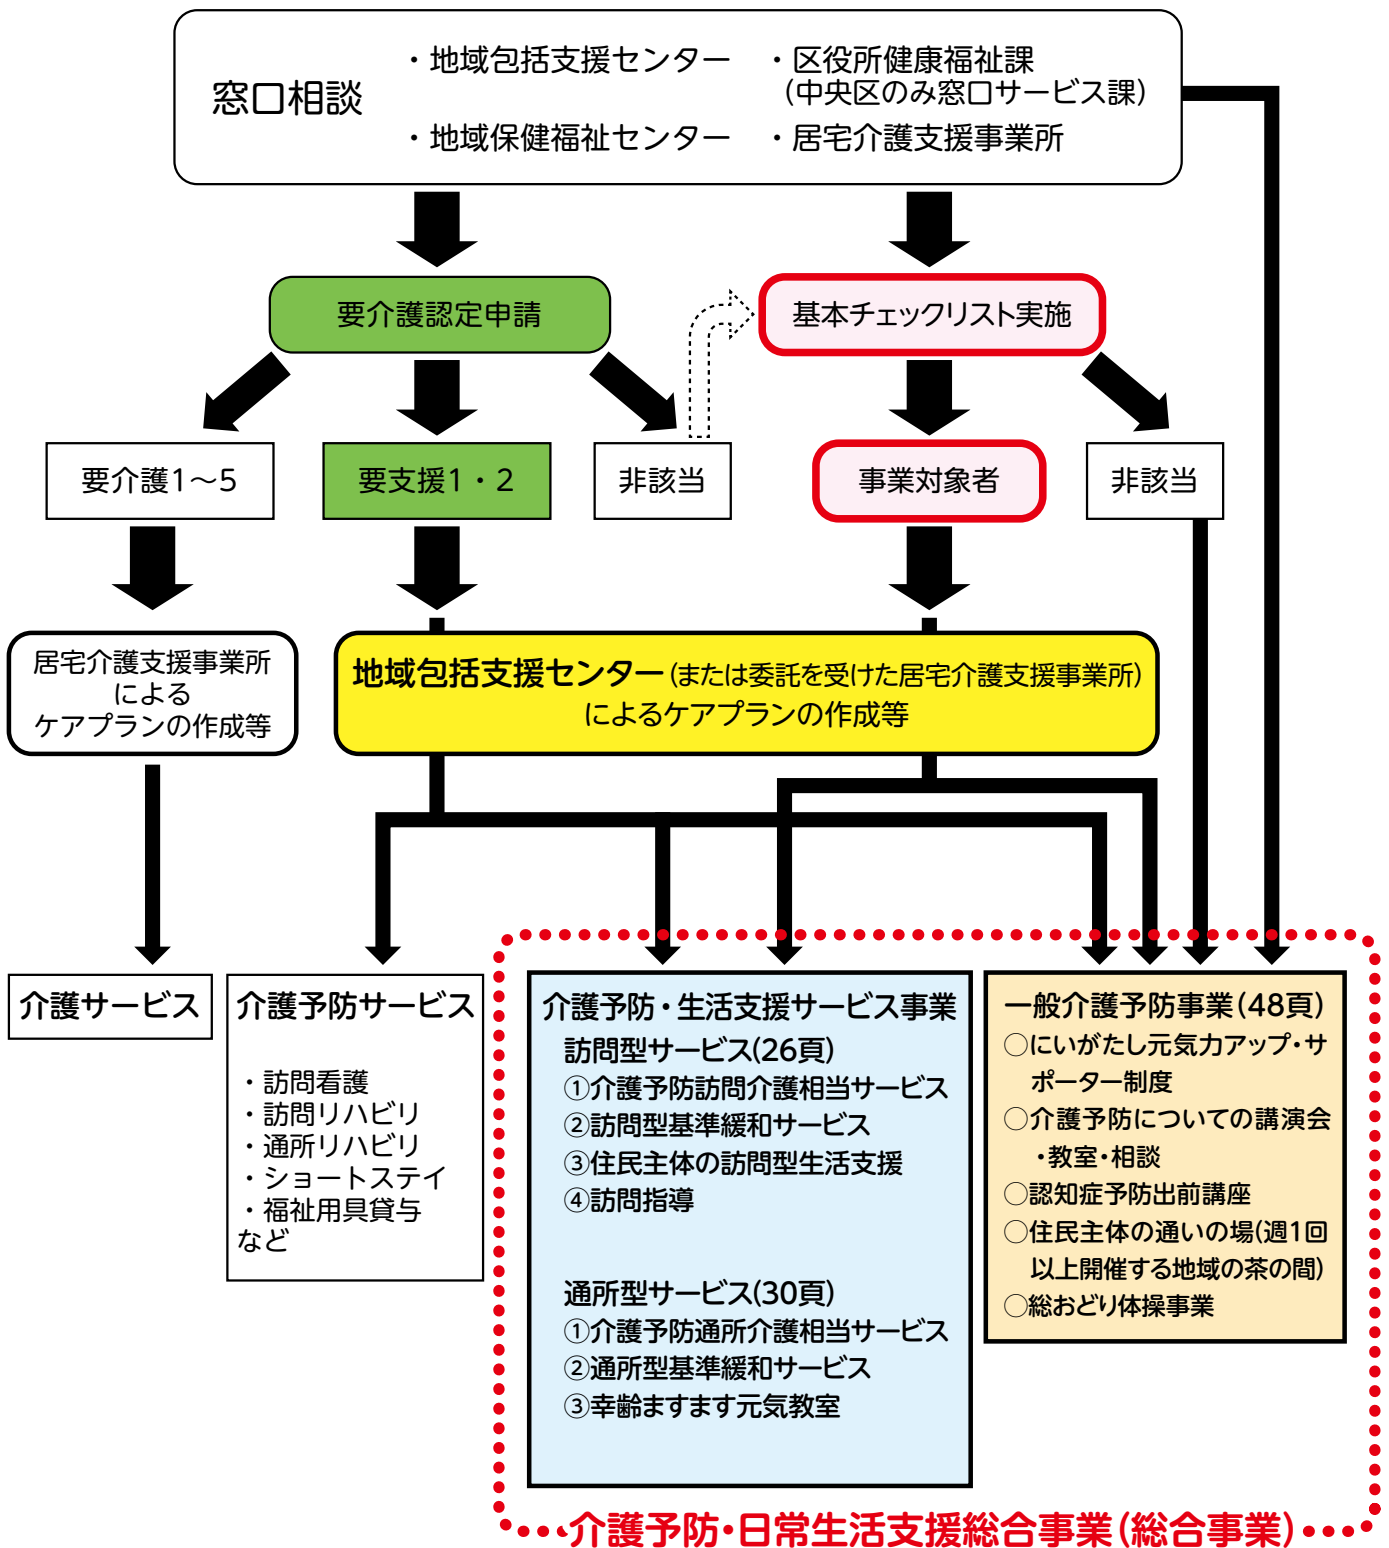 窓口相談
・地域包括支援センター
・区役所健康福祉課
（中央区のみ窓口サービス課）
・地域保健福祉センター
・居宅介護支援事業所
要介護認定申請
基本チェックリスト実施
要介護1～5
要支援1・2
非該当
事業対象者
非該当
居宅介護支援事業所
による
ケアプランの作成等
地域包括支援センター（または委託を受けた居宅介護支援事業所）
によるケアプランの作成等
介護サービス
介護予防サービス
・訪問看護
・訪問リハビリ
・通所リハビリ
・ショートステイ
・福祉用具貸与
など
介護予防・生活支援サービス事業
訪問型サービス(26頁)
①介護予防訪問介護相当サービス
②訪問型基準緩和サービス
③住民主体の訪問型生活支援
④訪問指導
通所型サービス(30頁)
①介護予防通所介護相当サービス
②通所型基準緩和サービス
③幸齢ますます元気教室
一般介護予防事業(48頁)
○にいがたし元気力アップ・サ
ポーター制度
○介護予防についての講演会
・教室・相談
○認知症予防出前講座
○住民主体の通いの場(週1回
以上開催する地域の茶の間)
○総おどり体操事業
介護予防・日常生活支援総合事業(総合事業)